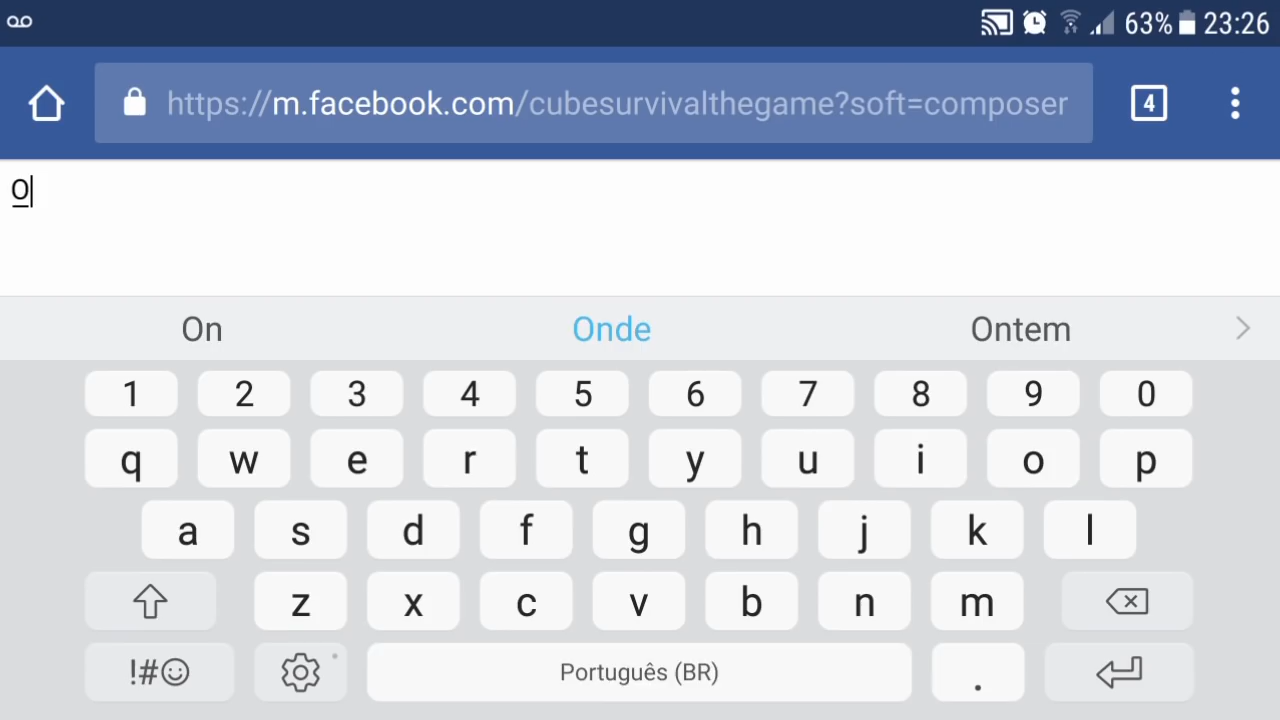 63% 23:26
https://m.facebook.com/cubesurvivalthegame?soft=composer 4
O
On Onde Ontem
1 2 3 4 5 6 7 8 9 0
q w e r t y u i o p
a s d f g h j k l
z x c v b n m
!#☺ Português (BR) .